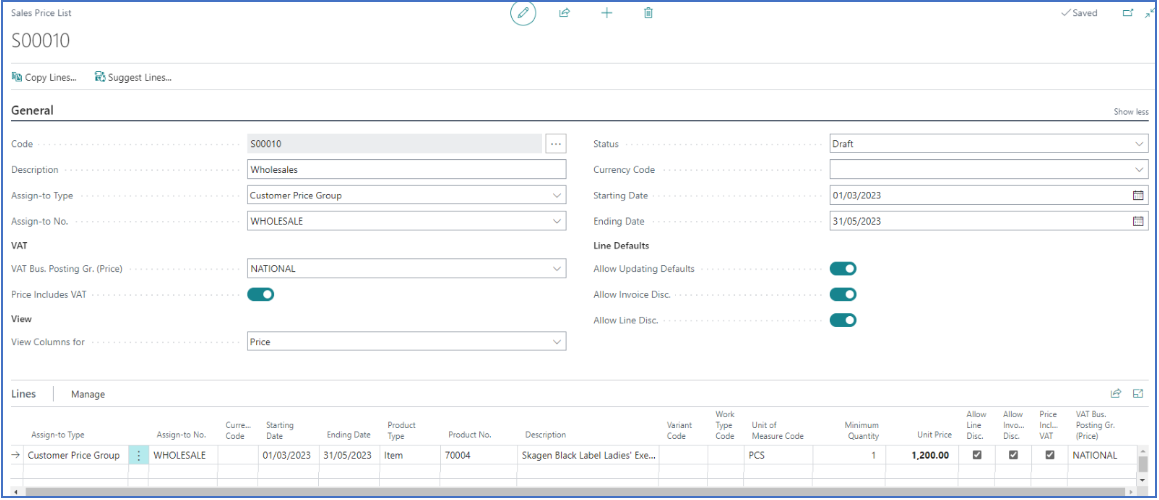 Sales Price List
Saved
S00010
Copy Lines...
Suggest Lines...
General
Show less
Code
S00010
...
Status
Draft
Description
Wholesales
Currency Code
Assign-to Type
Customer Price Group
Starting Date
01/03/2023
Assign-to No.
WHOLESALE
Ending Date
31/05/2023
VAT
Line Defaults
VAT Bus. Posting Gr. (Price)
NATIONAL
Allow Updating Defaults
Price Includes VAT
Allow Invoice Disc.
View
Allow Line Disc.
View Columns for
Price
Lines
Manage
Assign-to Type
Assign-to No.
Curre...
Code
Starting
Date
Ending Date
Product
Type
Product No.
Description
Variant
Code
Work
Type
Code
Unit of
Measure Code
Minimum
Quantity
Unit Price
Allow
Line
Disc.
Allow
Invo...
Disc.
Price
Incl...
VAT
VAT Bus.
Posting Gr.
(Price)
Customer Price Group WHOLESALE 01/03/2023 31/05/2023 Item 70004 Skagen Black Label Ladies' Exe... PCS 1 1,200.00 NATIONAL